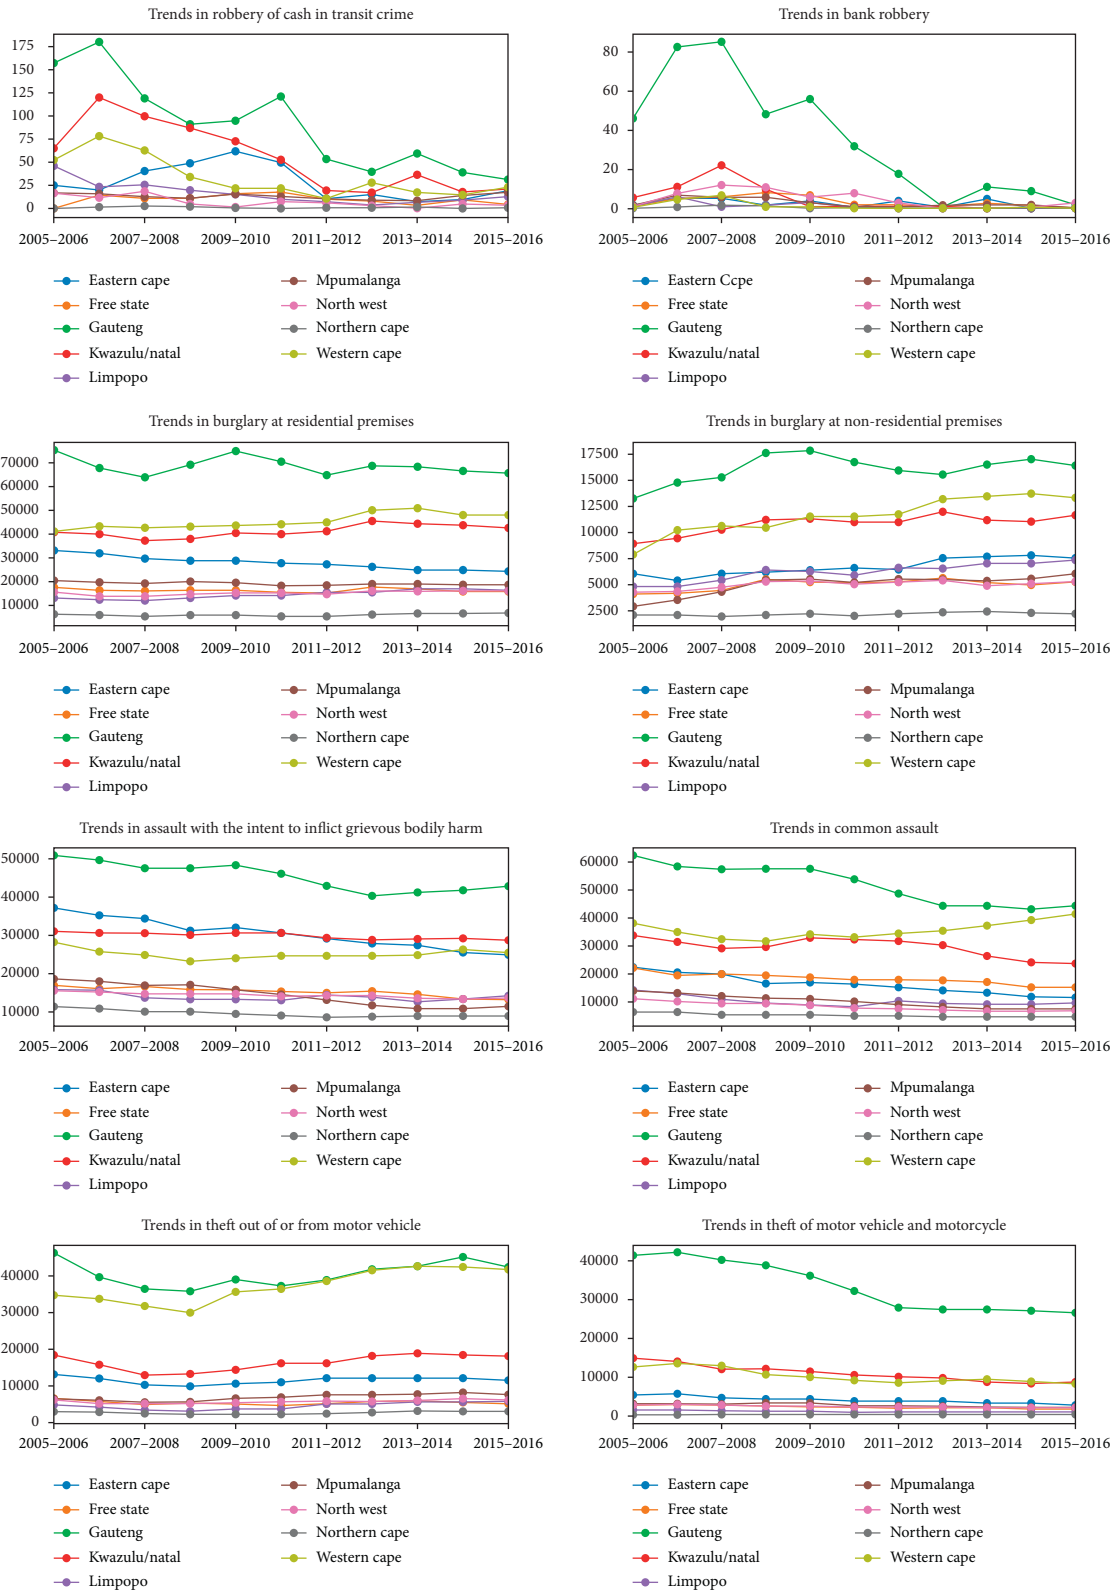 Trends in robbery of cash in transit crime
175
150
125
100
75
50
25
0
2005–2006 2007–2008 2009–2010 2011–2012 2013–2014 2015–2016
Eastern cape
Free state
Gauteng
Kwazulu/natal
Limpopo
Mpumalanga
North west
Northern cape
Western cape
Trends in bank robbery
80
60
40
20
0
2005–2006 2007–2008 2009–2010 2011–2012 2013–2014 2015–2016
Eastern Ccpe
Free state
Gauteng
Kwazulu/natal
Limpopo
Mpumalanga
North west
Northern cape
Western cape
Trends in burglary at residential premises
70000
60000
50000
40000
30000
20000
10000
2005–2006 2007–2008 2009–2010 2011–2012 2013–2014 2015–2016
Eastern cape
Free state
Gauteng
Kwazulu/natal
Limpopo
Mpumalanga
North west
Northern cape
Western cape
Trends in burglary at non-residential premises
17500
15000
12500
10000
7500
5000
2500
2005–2006 2007–2008 2009–2010 2011–2012 2013–2014 2015–2016
Eastern cape
Free state
Gauteng
Kwazulu/natal
Limpopo
Mpumalanga
North west
Northern cape
Western cape
Trends in assault with the intent to inflict grievous bodily harm
50000
40000
30000
20000
10000
2005–2006 2007–2008 2009–2010 2011–2012 2013–2014 2015–2016
Eastern cape
Free state
Gauteng
Kwazulu/natal
Limpopo
Mpumalanga
North west
Northern cape
Western cape
Trends in common assault
60000
50000
40000
30000
20000
10000
2005–2006 2007–2008 2009–2010 2011–2012 2013–2014 2015–2016
Eastern cape
Free state
Gauteng
Kwazulu/natal
Limpopo
Mpumalanga
North west
Northern cape
Western cape
Trends in theft out of or from motor vehicle
40000
30000
20000
10000
0
2005–2006 2007–2008 2009–2010 2011–2012 2013–2014 2015–2016
Eastern cape
Free state
Gauteng
Kwazulu/natal
Limpopo
Mpumalanga
North west
Northern cape
Western cape
Trends in theft of motor vehicle and motorcycle
40000
30000
20000
10000
0
2005–2006 2007–2008 2009–2010 2011–2012 2013–2014 2015–2016
Eastern cape
Free state
Gauteng
Kwazulu/natal
Limpopo
Mpumalanga
North west
Northern cape
Western cape